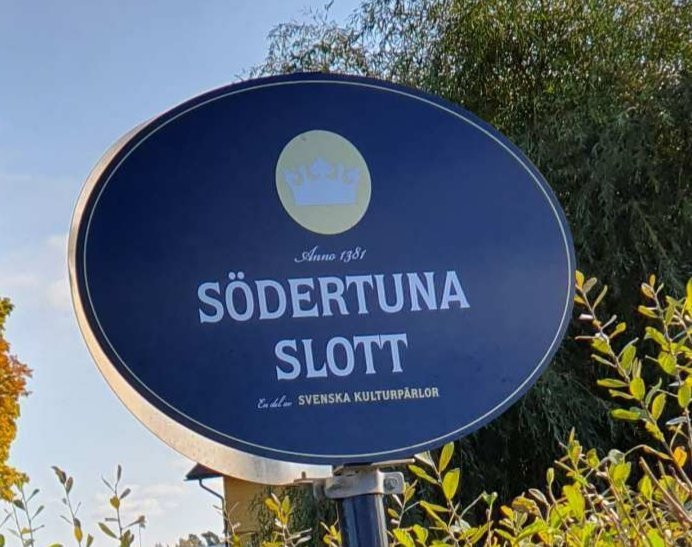 Anno 1381
SÖDERTUNA
SLOTT
En del av SVENSKA KULTURPÄRLOR